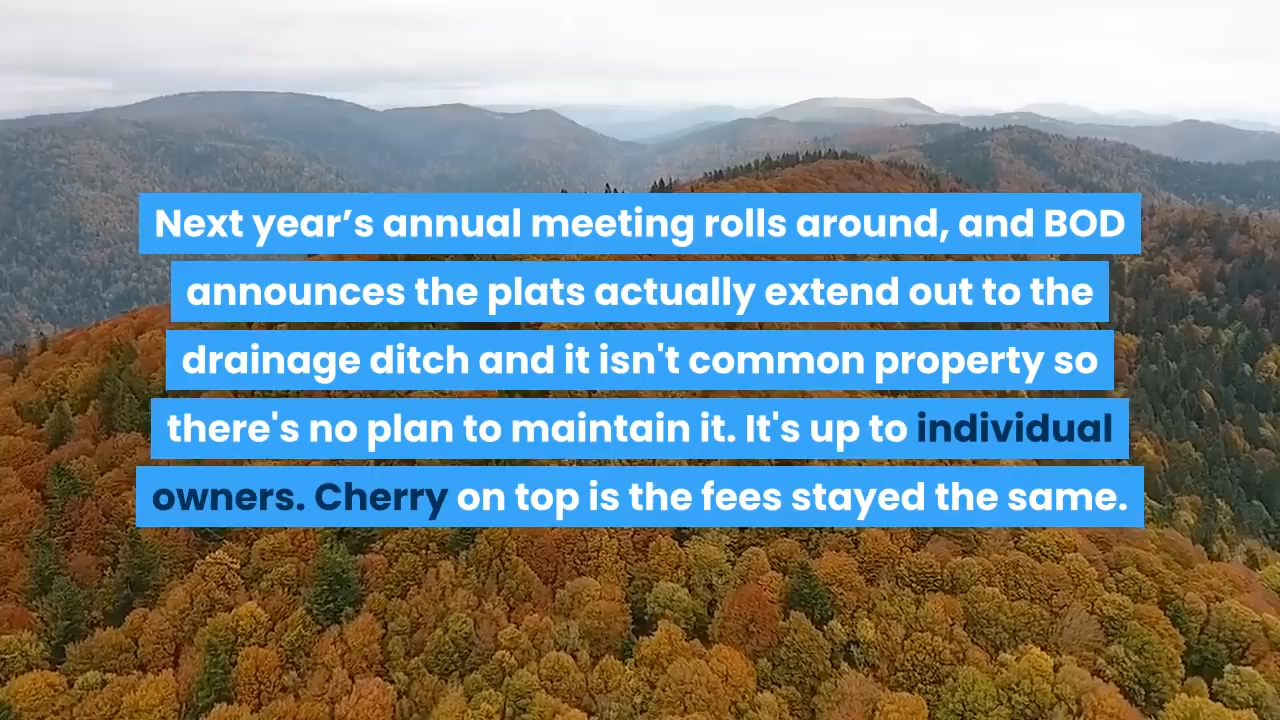 Next year’s annual meeting rolls around, and BOD
announces the plats actually extend out to the
drainage ditch and it isn't common property so
there's no plan to maintain it. It's up to individual
owners. Cherry on top is the fees stayed the same.